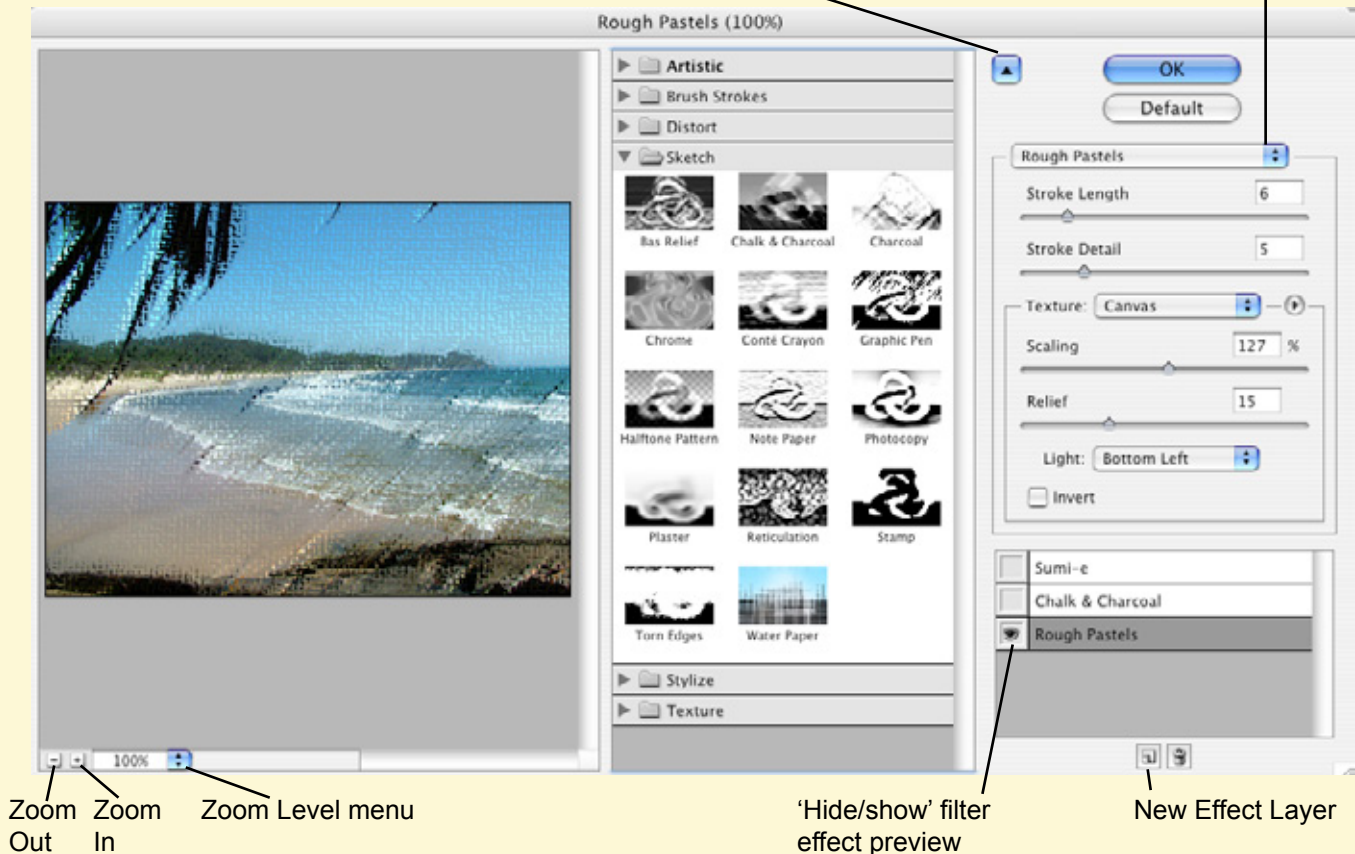 Rough Pastels (100%)
Artistic
Brush Strokes
Distort
Sketch
Bas Relief
Chalk & Charcoal
Charcoal
Chrome
Conté Crayon
Graphic Pen
Halftone Pattern
Note Paper
Photocopy
Plaster
Reticulation
Stamp
Torn Edges
Water Paper
Stylize
Texture
100%
OK
Default
Rough Pastels
Stroke Length 6
Stroke Detail 5
Texture: Canvas
Scaling 127 %
Relief 15
Light: Bottom Left
Invert
Sumi-e
Chalk & Charcoal
Rough Pastels
Zoom
Out
Zoom
In
Zoom Level menu
‘Hide/show’ filter
effect preview
New Effect Layer